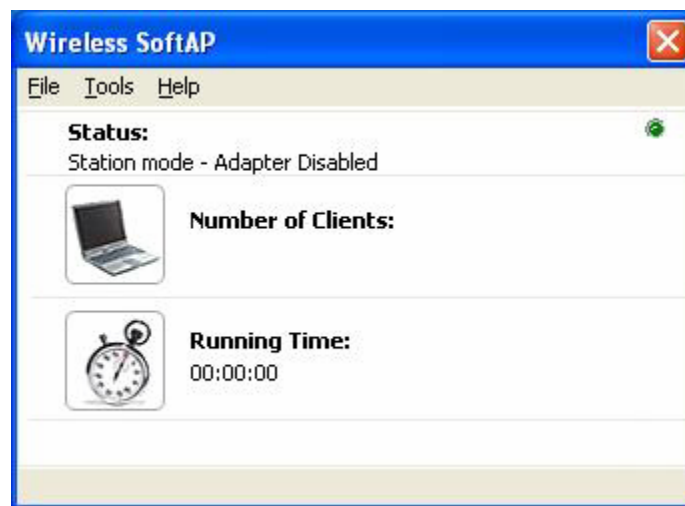 Wireless SoftAP
File Tools Help
Status:
Station mode - Adapter Disabled
Number of Clients:
Running Time:
00:00:00